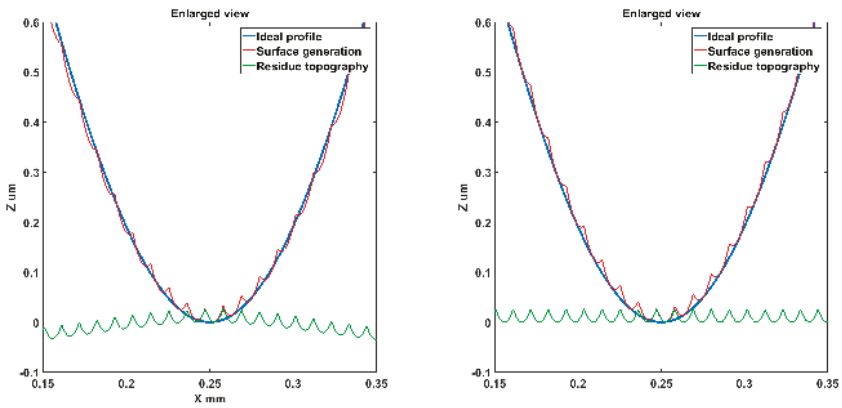 Enlarged view
0.6
0.5
0.4
0.3
0.2
0.1
0
-0.1
Z um
0.15
0.2
0.25
0.3
0.35
X mm
Ideal profile
Surface generation
Residue topography
Enlarged view
0.6
0.5
0.4
0.3
0.2
0.1
0
-0.1
Z um
0.15
0.2
0.25
0.3
0.35
Ideal profile
Surface generation
Residue topography